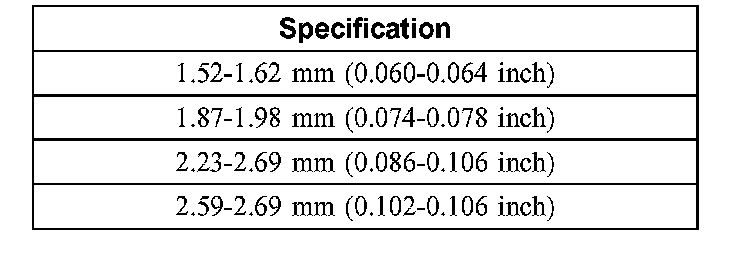 Specification
1.52-1.62 mm (0.060-0.064 inch)
1.87-1.98 mm (0.074-0.078 inch)
2.23-2.69 mm (0.086-0.106 inch)
2.59-2.69 mm (0.102-0.106 inch)